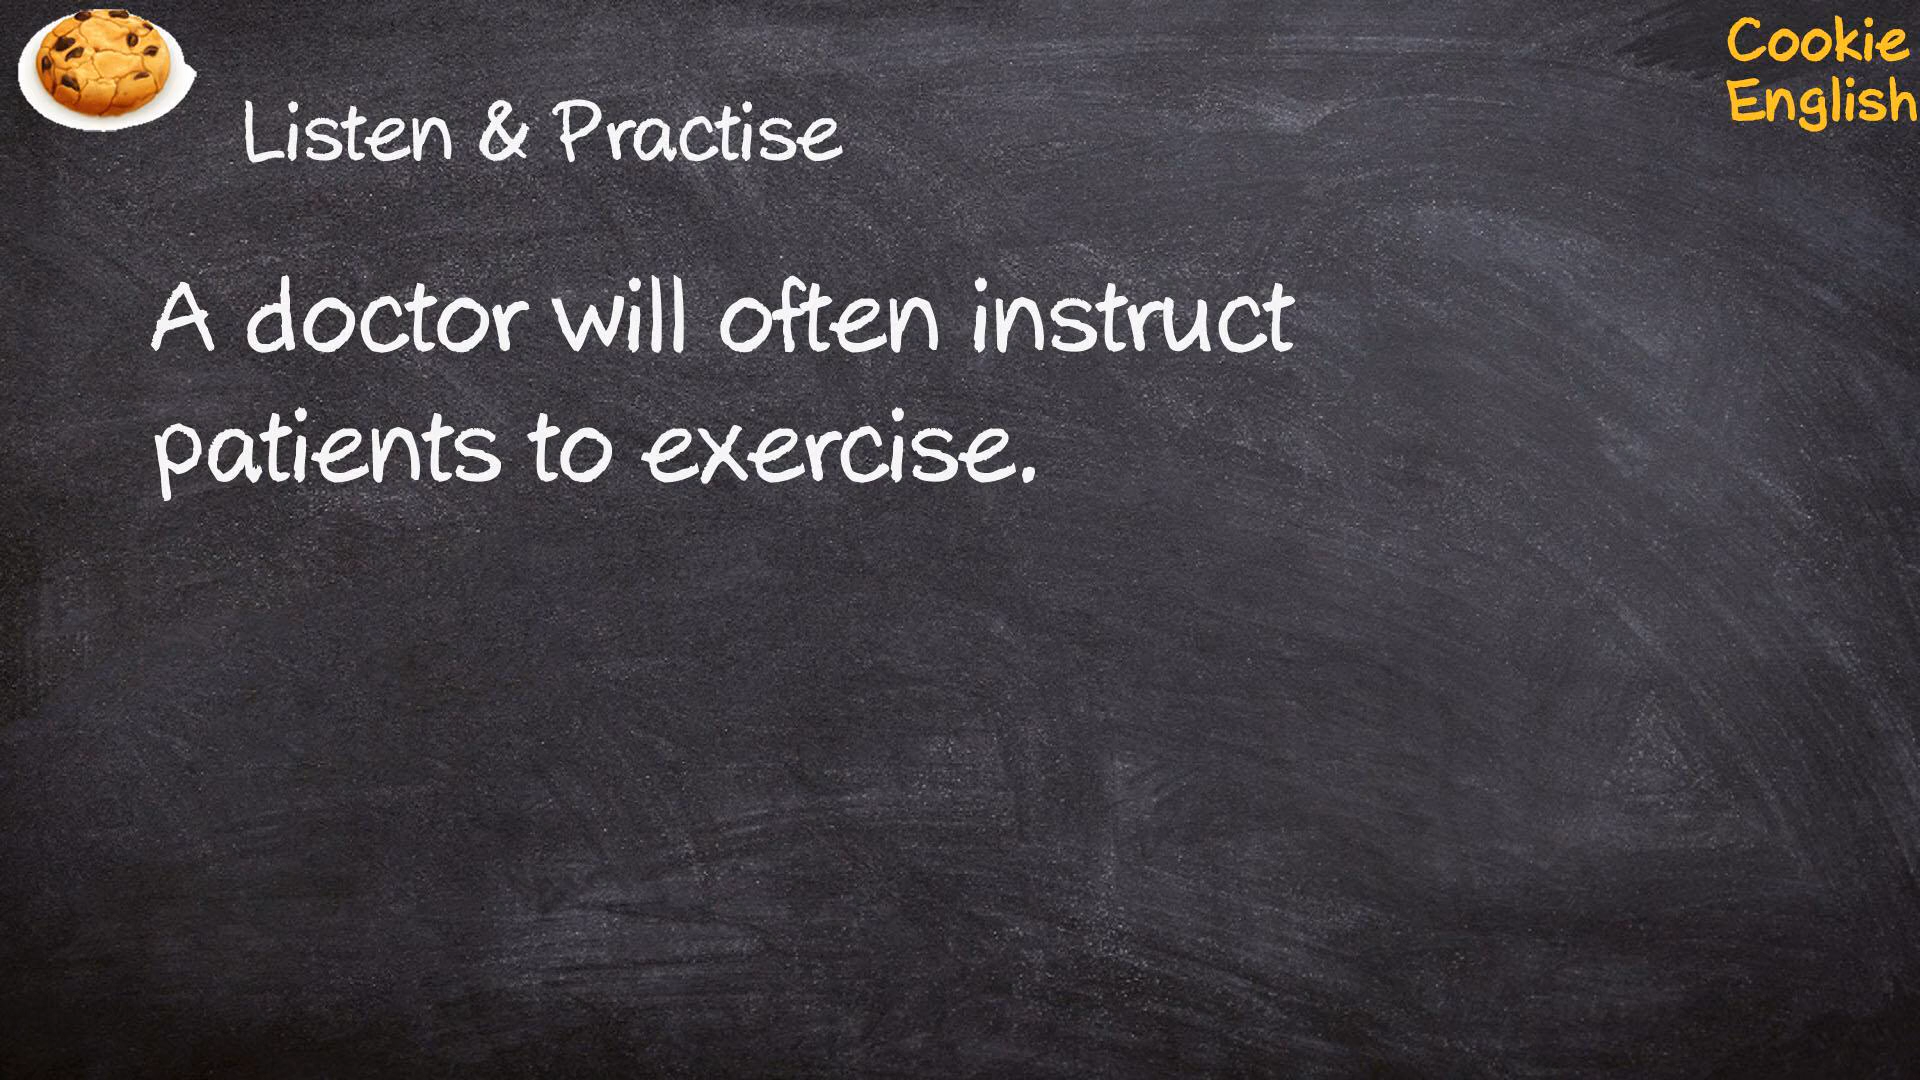 Cookie
English
Listen & Practise
A doctor will often instruct
patients to exercise.